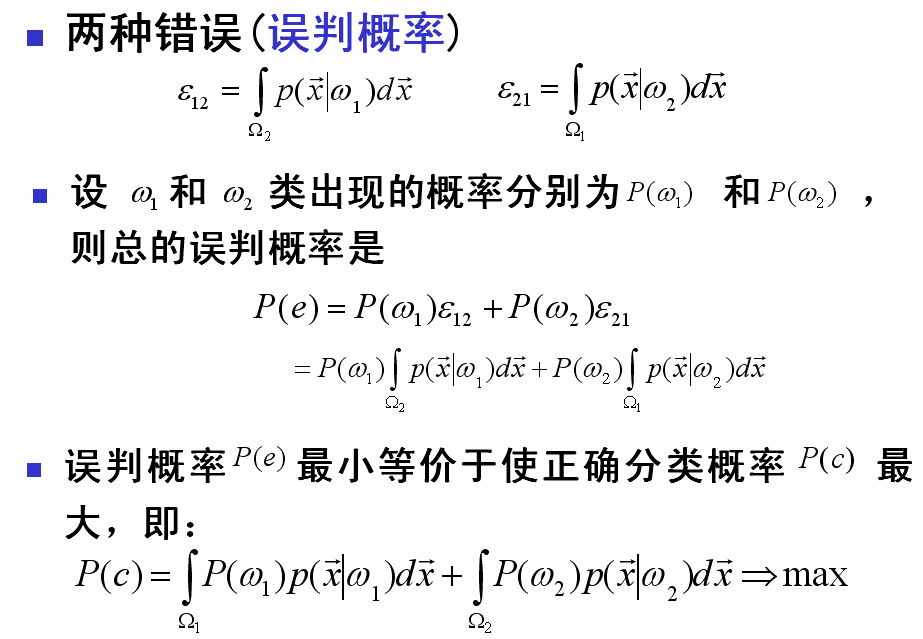 ■ 两种错误(误判概率)
$\varepsilon_{12} = \int_{\Omega_2} p(\vec{x}|\omega_1)d\vec{x}$ $\varepsilon_{21} = \int_{\Omega_1} p(\vec{x}|\omega_2)d\vec{x}$
■ 设 $\omega_1$ 和 $\omega_2$ 类出现的概率分别为 $P(\omega_1)$ 和 $P(\omega_2)$ ，
则总的误判概率是
$P(e) = P(\omega_1)\varepsilon_{12} + P(\omega_2)\varepsilon_{21}$
$= P(\omega_1)\int_{\Omega_2} p(\vec{x}|\omega_1)d\vec{x} + P(\omega_2)\int_{\Omega_1} p(\vec{x}|\omega_2)d\vec{x}$
■ 误判概率 $P(e)$ 最小等价于使正确分类概率 $P(c)$ 最
大，即：
$P(c) = \int_{\Omega_1} P(\omega_1)p(\vec{x}|\omega_1)d\vec{x} + \int_{\Omega_2} P(\omega_2)p(\vec{x}|\omega_2)d\vec{x} \Rightarrow \max$